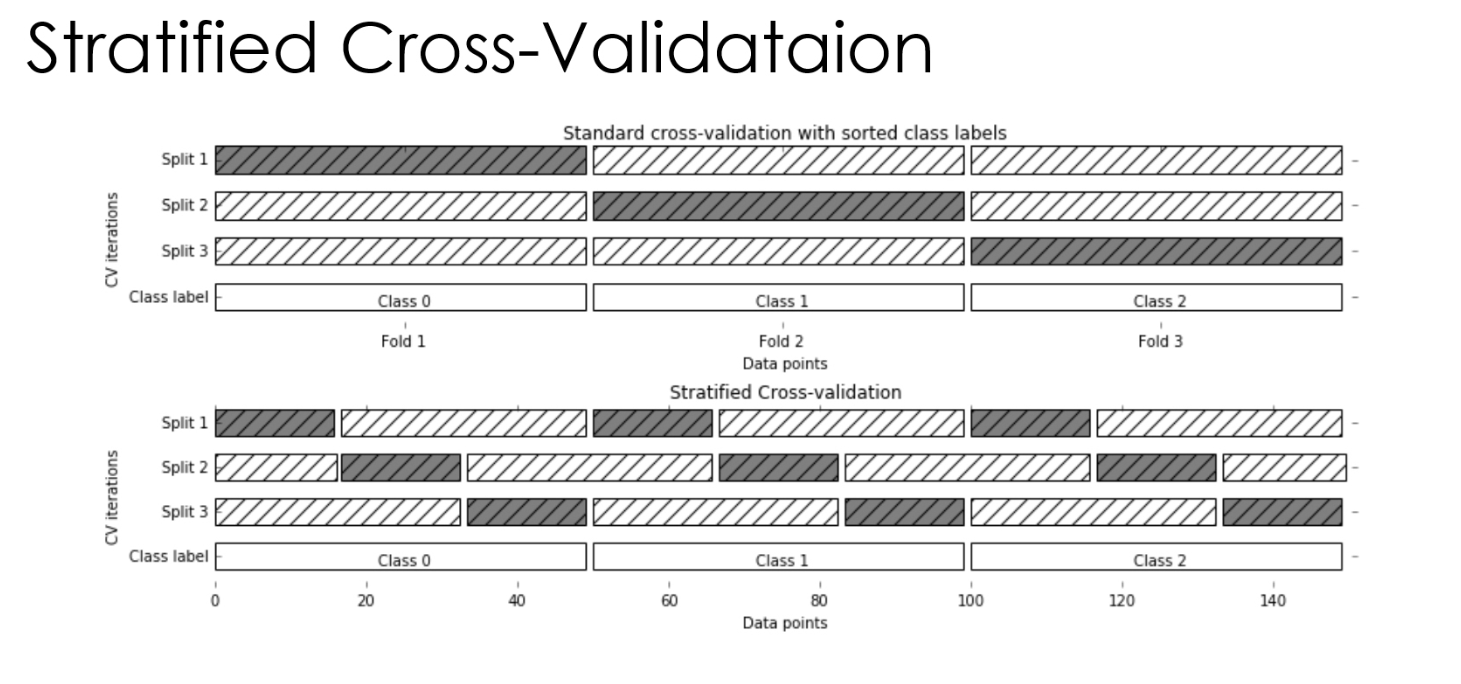 Stratified Cross-Validataion
Standard cross-validation with sorted class labels
CV iterations
Split 1
Split 2
Split 3
Class label
Class 0 Class 1 Class 2
Fold 1 Fold 2 Fold 3
Data points
Stratified Cross-validation
CV iterations
Split 1
Split 2
Split 3
Class label
Class 0 Class 1 Class 2
0 20 40 60 80 100 120 140
Data points